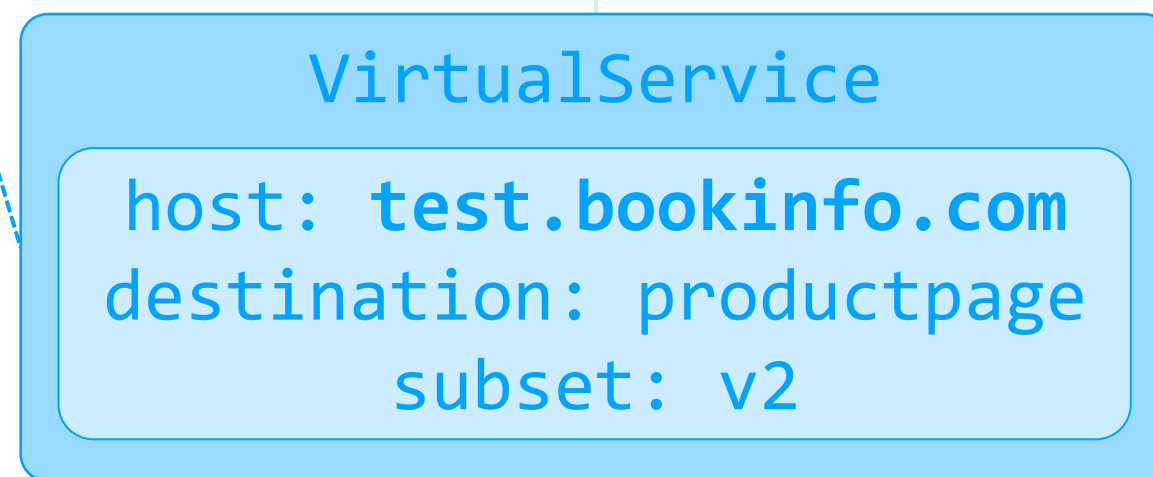 VirtualService
host: test.bookinfo.com
destination: productpage
subset: v2